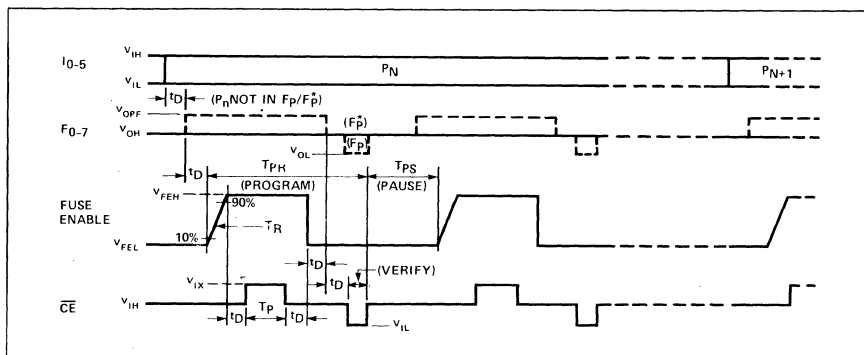 I0-5
VIH
VIL
PN
PN+1
tD
(Pn NOT IN FP/F*P)
F0-7
VOPF
VOH
VOL
(F*P)
(FP)
tD
TPR
(PROGRAM)
TPS
(PAUSE)
FUSE
ENABLE
VFEH
VFEL
90%
10%
TR
tD
tD
(VERIFY)
CE
VIX
VIH
tD
TP
tD
VIL